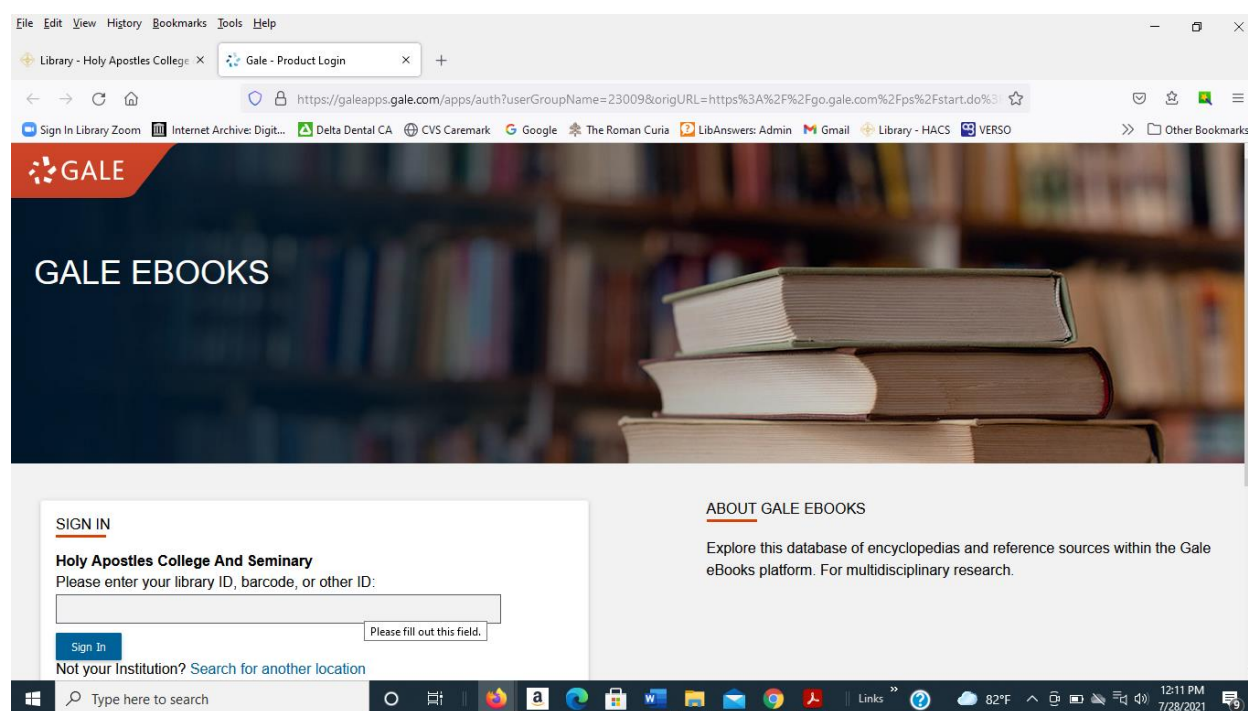 File Edit View History Bookmarks Tools Help
Library - Holy Apostles College
Gale - Product Login
https://galeapps.gale.com/apps/auth?userGroupName=23009&origURL=https%3A%2F%2Fgo.gale.com%2Fps%2Fstart.do%3
Sign In Library Zoom Internet Archive: Digit... Delta Dental CA CVS Caremark Google The Roman Curia LibAnswers: Admin Gmail Library - HACS VERSO Other Bookmarks
GALE
GALE EBOOKS
SIGN IN
Holy Apostles College And Seminary
Please enter your library ID, barcode, or other ID:
Please fill out this field.
Sign In
Not your Institution? Search for another location
ABOUT GALE EBOOKS
Explore this database of encyclopedias and reference sources within the Gale
eBooks platform. For multidisciplinary research.
Type here to search
Links
82°F
12:11 PM
7/28/2021
9